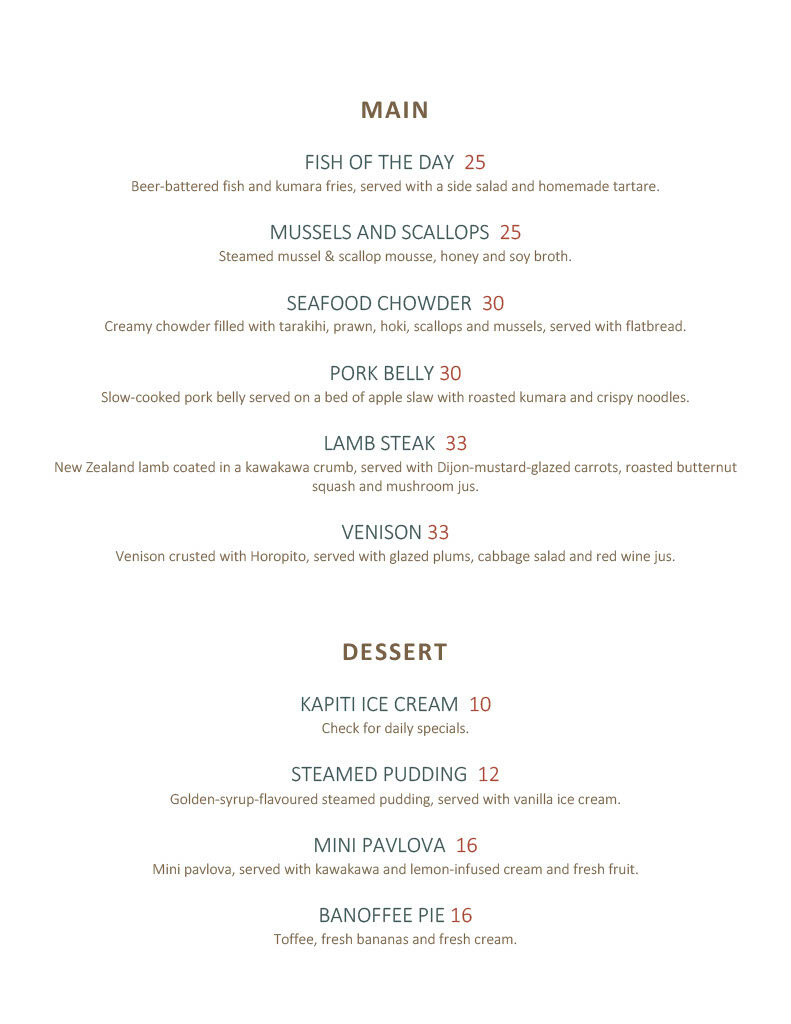 MAIN
FISH OF THE DAY 25
Beer-battered fish and kumara fries, served with a side salad and homemade tartare.
MUSSELS AND SCALLOPS 25
Steamed mussel & scallop mousse, honey and soy broth.
SEAFOOD CHOWDER 30
Creamy chowder filled with tarakihi, prawn, hoki, scallops and mussels, served with flatbread.
PORK BELLY 30
Slow-cooked pork belly served on a bed of apple slaw with roasted kumara and crispy noodles.
LAMB STEAK 33
New Zealand lamb coated in a kawakawa crumb, served with Dijon-mustard-glazed carrots, roasted butternut
squash and mushroom jus.
VENISON 33
Venison crusted with Horopito, served with glazed plums, cabbage salad and red wine jus.
DESSERT
KAPITI ICE CREAM 10
Check for daily specials.
STEAMED PUDDING 12
Golden-syrup-flavoured steamed pudding, served with vanilla ice cream.
MINI PAVLOVA 16
Mini pavlova, served with kawakawa and lemon-infused cream and fresh fruit.
BANOFFEE PIE 16
Toffee, fresh bananas and fresh cream.